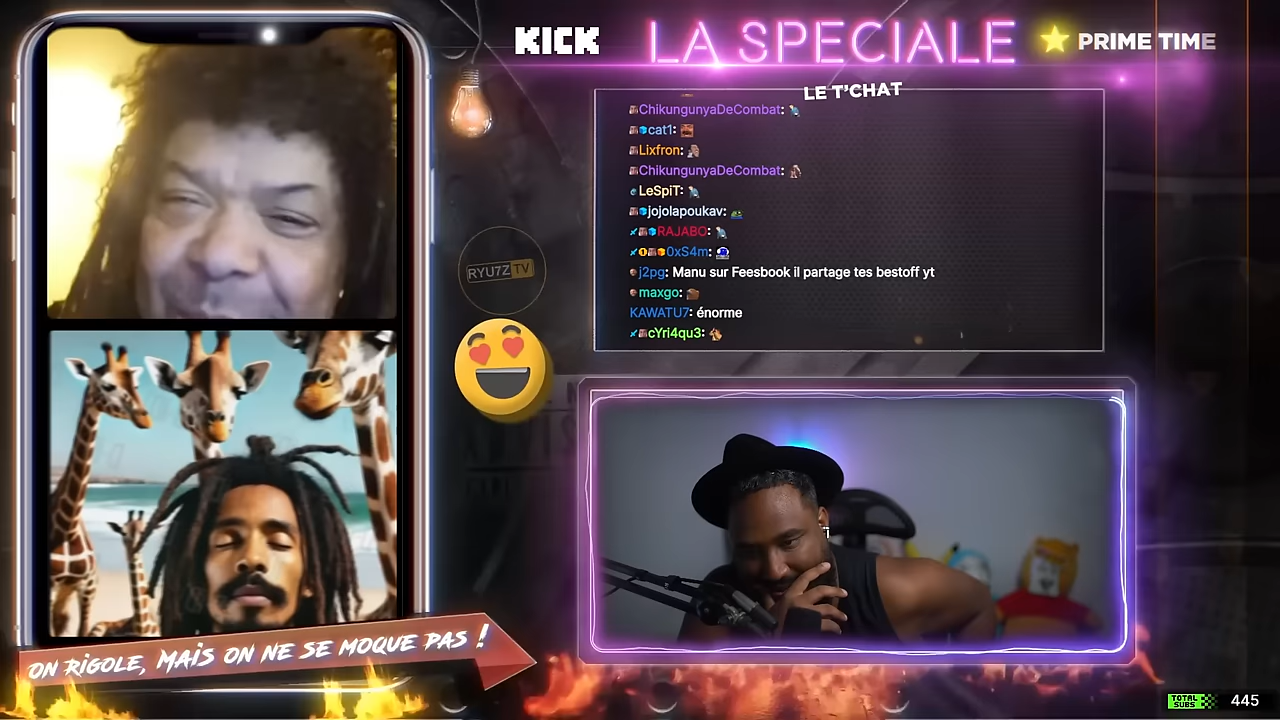 KICK
LA SPECIALE
PRIME TIME
LE T'CHAT
ChikungunyaDeCombat:
cat1:
Lixfron:
ChikungunyaDeCombat:
LeSpiT:
jojolapoukav:
RAJABO:
0xS4m:
j2pg: Manu sur Feesbook il partage tes bestoff yt
maxgo:
KAWATU7: énorme
cYri4qu3:
RYU7Z TV
ON RIGOLE, MAIS ON NE SE MOQUE PAS !
TOTAL
SUBS
445